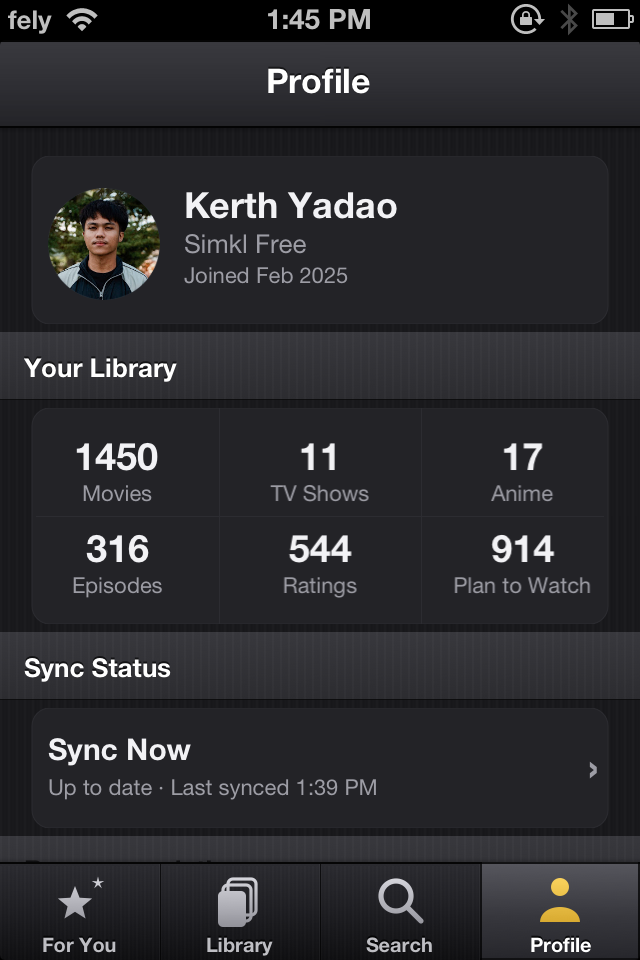 fely 1:45 PM
Profile
Kerth Yadao
Simkl Free
Joined Feb 2025
Your Library
1450 11 17
Movies TV Shows Anime
316 544 914
Episodes Ratings Plan to Watch
Sync Status
Sync Now
Up to date · Last synced 1:39 PM
For You Library Search Profile